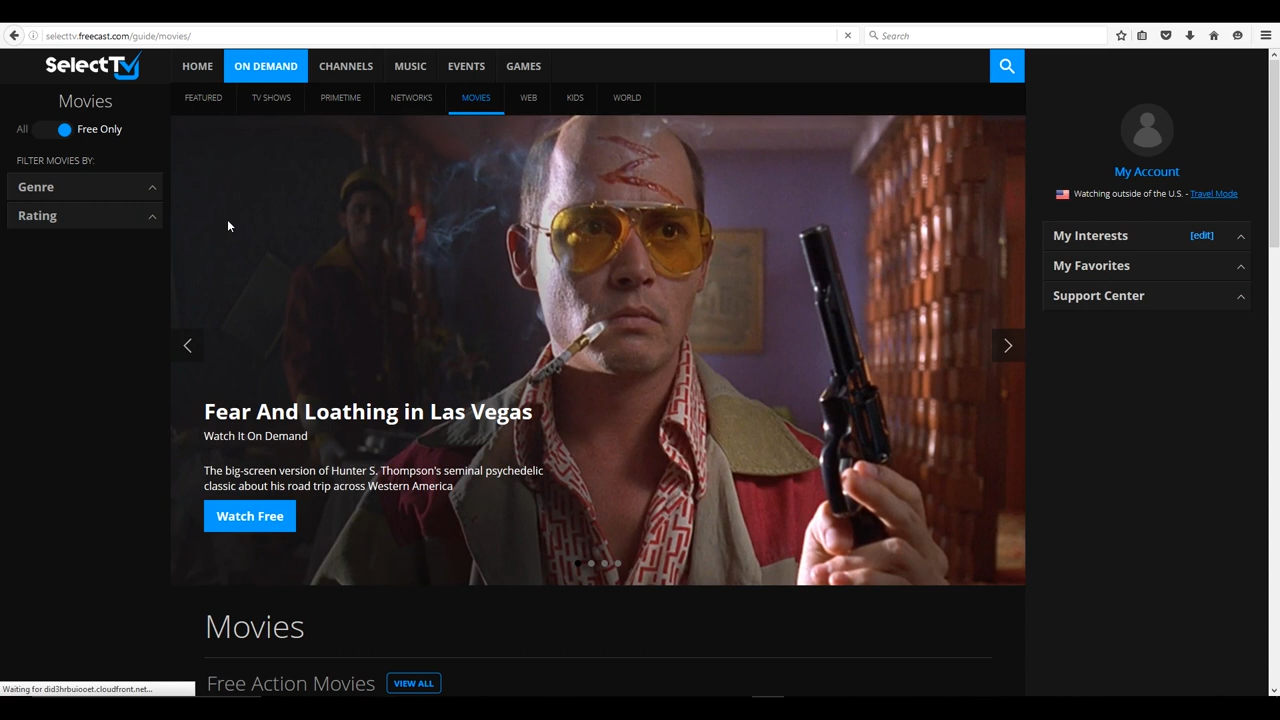 selecttv.freecast.com/guide/movies/
Search
SelectTV
HOME
ON DEMAND
CHANNELS
MUSIC
EVENTS
GAMES
FEATURED
TV SHOWS
PRIMETIME
NETWORKS
MOVIES
WEB
KIDS
WORLD
Movies
All
Free Only
FILTER MOVIES BY:
Genre
Rating
My Account
Watching outside of the U.S. - Travel Mode
My Interests
[edit]
My Favorites
Support Center
Fear And Loathing in Las Vegas
Watch It On Demand
The big-screen version of Hunter S. Thompson's seminal psychedelic
classic about his road trip across Western America
Watch Free
Movies
Free Action Movies
VIEW ALL
Waiting for did3hrbuiooet.cloudfront.net...